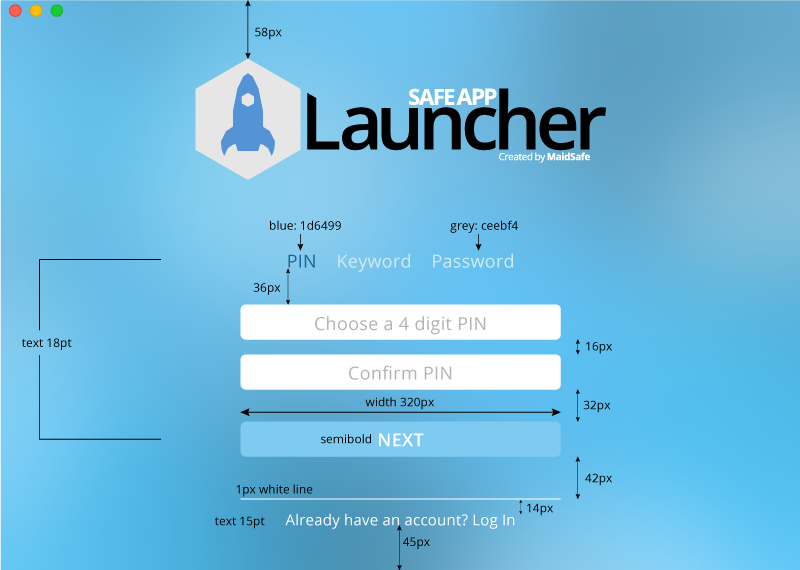 58px
SAFE APP
Launcher
Created by MaidSafe
blue: 1d6499
grey: ceebf4
PIN Keyword Password
36px
Choose a 4 digit PIN
text 18pt
16px
Confirm PIN
width 320px
32px
semibold NEXT
42px
1px white line
14px
text 15pt
Already have an account? Log In
45px